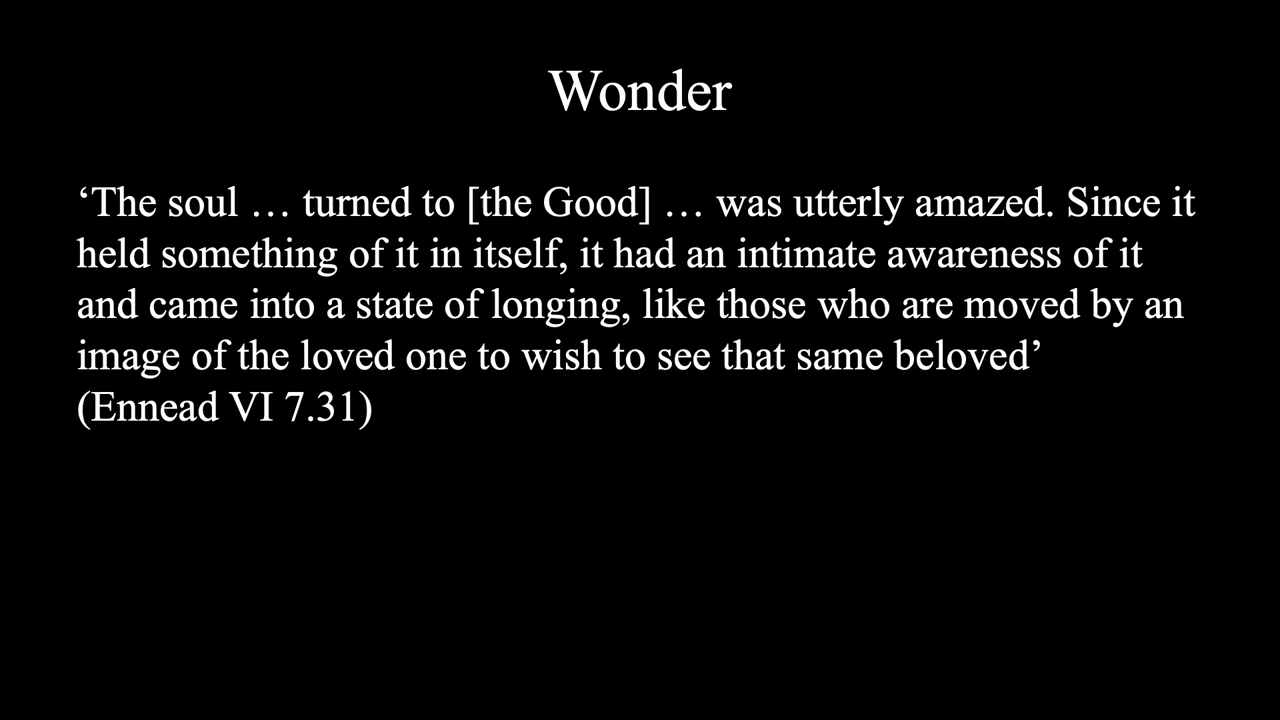 Wonder
‘The soul … turned to [the Good] … was utterly amazed. Since it
held something of it in itself, it had an intimate awareness of it
and came into a state of longing, like those who are moved by an
image of the loved one to wish to see that same beloved’
(Ennead VI 7.31)